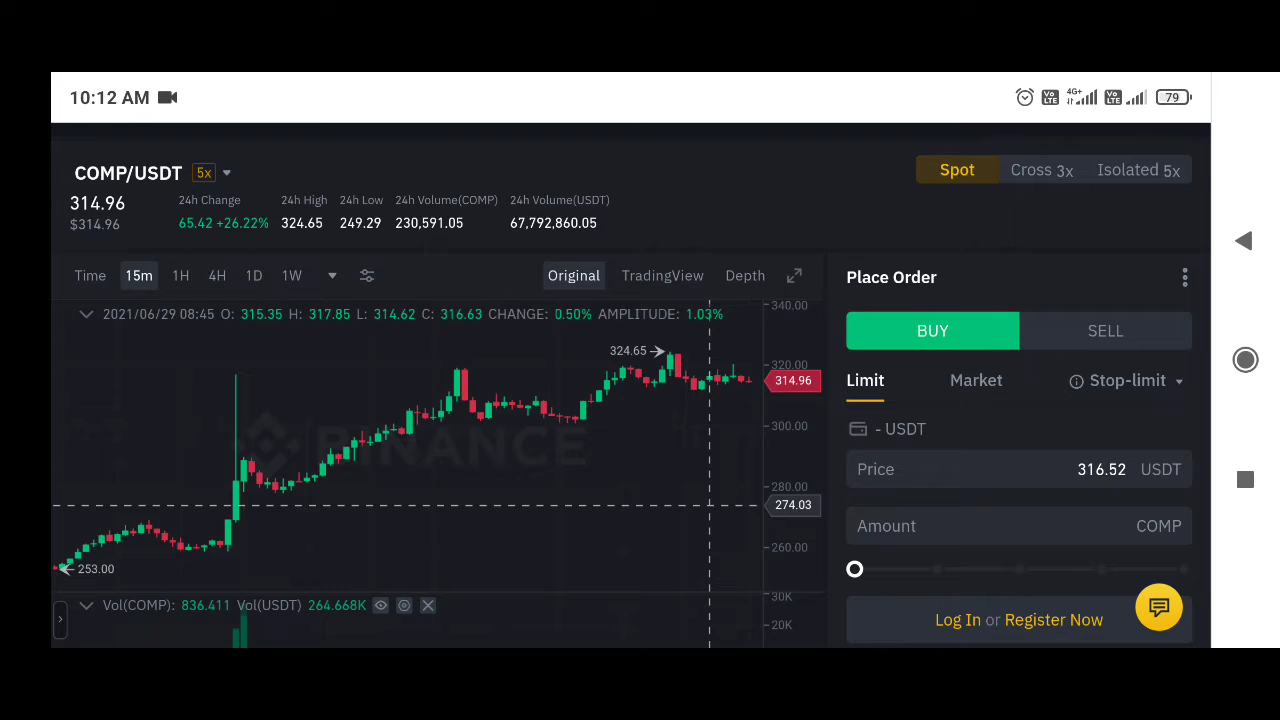 10:12 AM
Vo LTE 4G+ Vo LTE 79
COMP/USDT 5x
Spot Cross 3x Isolated 5x
314.96
$314.96
24h Change 24h High 24h Low 24h Volume(COMP) 24h Volume(USDT)
65.42 +26.22% 324.65 249.29 230,591.05 67,792,860.05
Time 15m 1H 4H 1D 1W
Original TradingView Depth
2021/06/29 08:45 O: 315.35 H: 317.85 L: 314.62 C: 316.63 CHANGE: 0.50% AMPLITUDE: 1.03%
340.00
324.65
320.00
314.96
300.00
BINANCE
280.00
274.03
260.00
253.00
Vol(COMP): 836.411 Vol(USDT) 264.668K
30K
20K
Place Order
BUY SELL
Limit Market Stop-limit
- USDT
Price 316.52 USDT
Amount COMP
Log In or Register Now